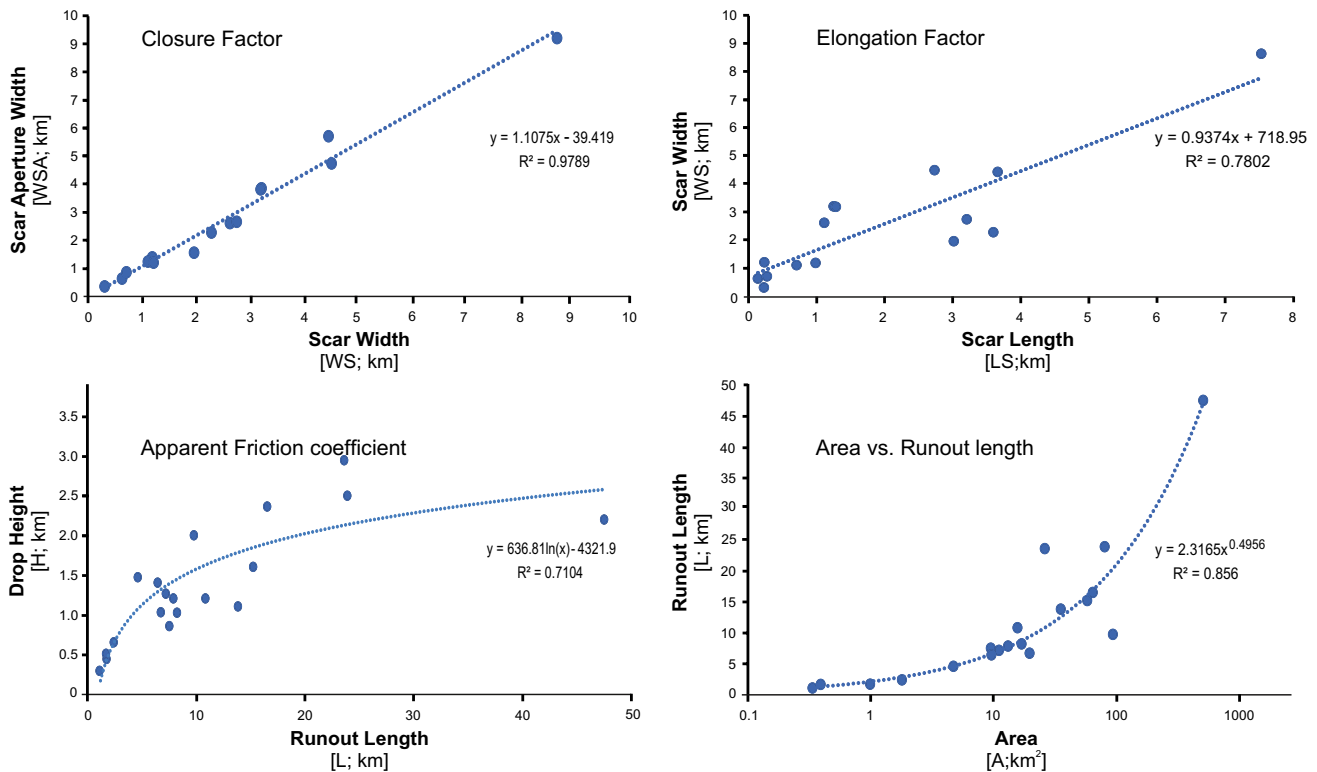 Closure Factor
Scar Aperture Width
[WSA; km]
10
9
8
7
6
5
4
3
2
1
0
y = 1.1075x - 39.419
R² = 0.9789
0 1 2 3 4 5 6 7 8 9 10
Scar Width
[WS; km]
Elongation Factor
Scar Width
[WS; km]
10
9
8
7
6
5
4
3
2
1
0
y = 0.9374x + 718.95
R² = 0.7802
0 1 2 3 4 5 6 7 8
Scar Length
[LS;km]
Apparent Friction coefficient
Drop Height
[H; km]
3.5
3.0
2.5
2.0
1.5
1.0
0.5
0
y = 636.81ln(x)- 4321.9
R² = 0.7104
0 10 20 30 40 50
Runout Length
[L; km]
Area vs. Runout length
Runout Length
[L; km]
50
45
40
35
30
25
20
15
10
5
0
y = 2.3165x^0.4956
R² = 0.856
0.1 1 10 100 1000
Area
[A;km²]